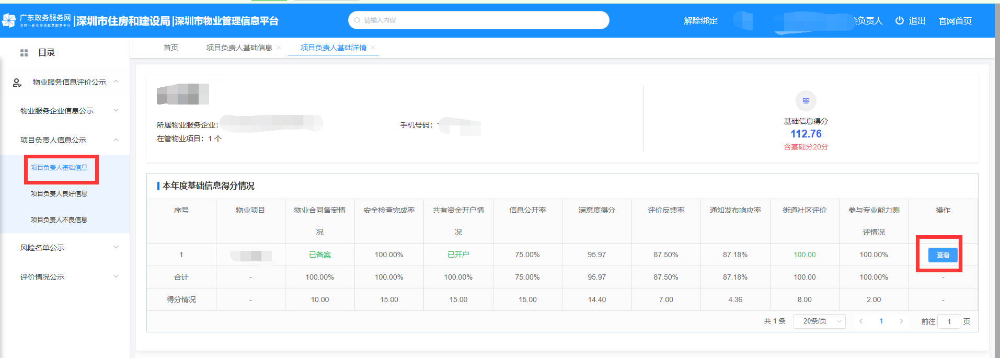 广东政务服务网
全国一体化在线政务服务平台
|深圳市住房和建设局|深圳市物业管理信息平台
请输入内容
解除绑定
负责人
退出
官网首页
目录
首页
项目负责人基础信息
项目负责人基础详情
物业服务信息评价公示
物业服务企业信息公示
项目负责人信息公示
项目负责人基础信息
项目负责人良好信息
项目负责人不良信息
风险名单公示
评价情况公示
所属物业服务企业：
手机号码：
在管物业项目：1 个
基础信息得分
112.76
含基础分20分
本年度基础信息得分情况
序号 物业项目 物业合同备案情况 安全检查完成率 共有资金开户情况 信息公开率 满意度得分 评价反馈率 通知发布响应率 街道社区评价 参与专业能力测评情况 操作
1 已备案 100.00% 已开户 75.00% 95.97 87.50% 87.18% 100.00 100.00% 查看
合计 - 100.00% 100.00% 100.00% 75.00% 95.97 87.50% 87.18% 100.00 100.00% -
得分情况 - 10.00 15.00 15.00 15.00 14.40 7.00 4.36 8.00 2.00 -
共 1 条 20条/页 1 前往 1 页